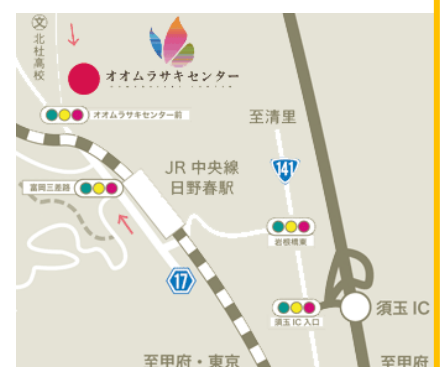 文
北杜高校
オオムラサキセンター
オオムラサキセンター前
至清里
JR 中央線
日野春駅
141
富岡三差路
岩根橋東
17
須玉 IC
須玉 IC 入口
至甲府・東京
至甲府